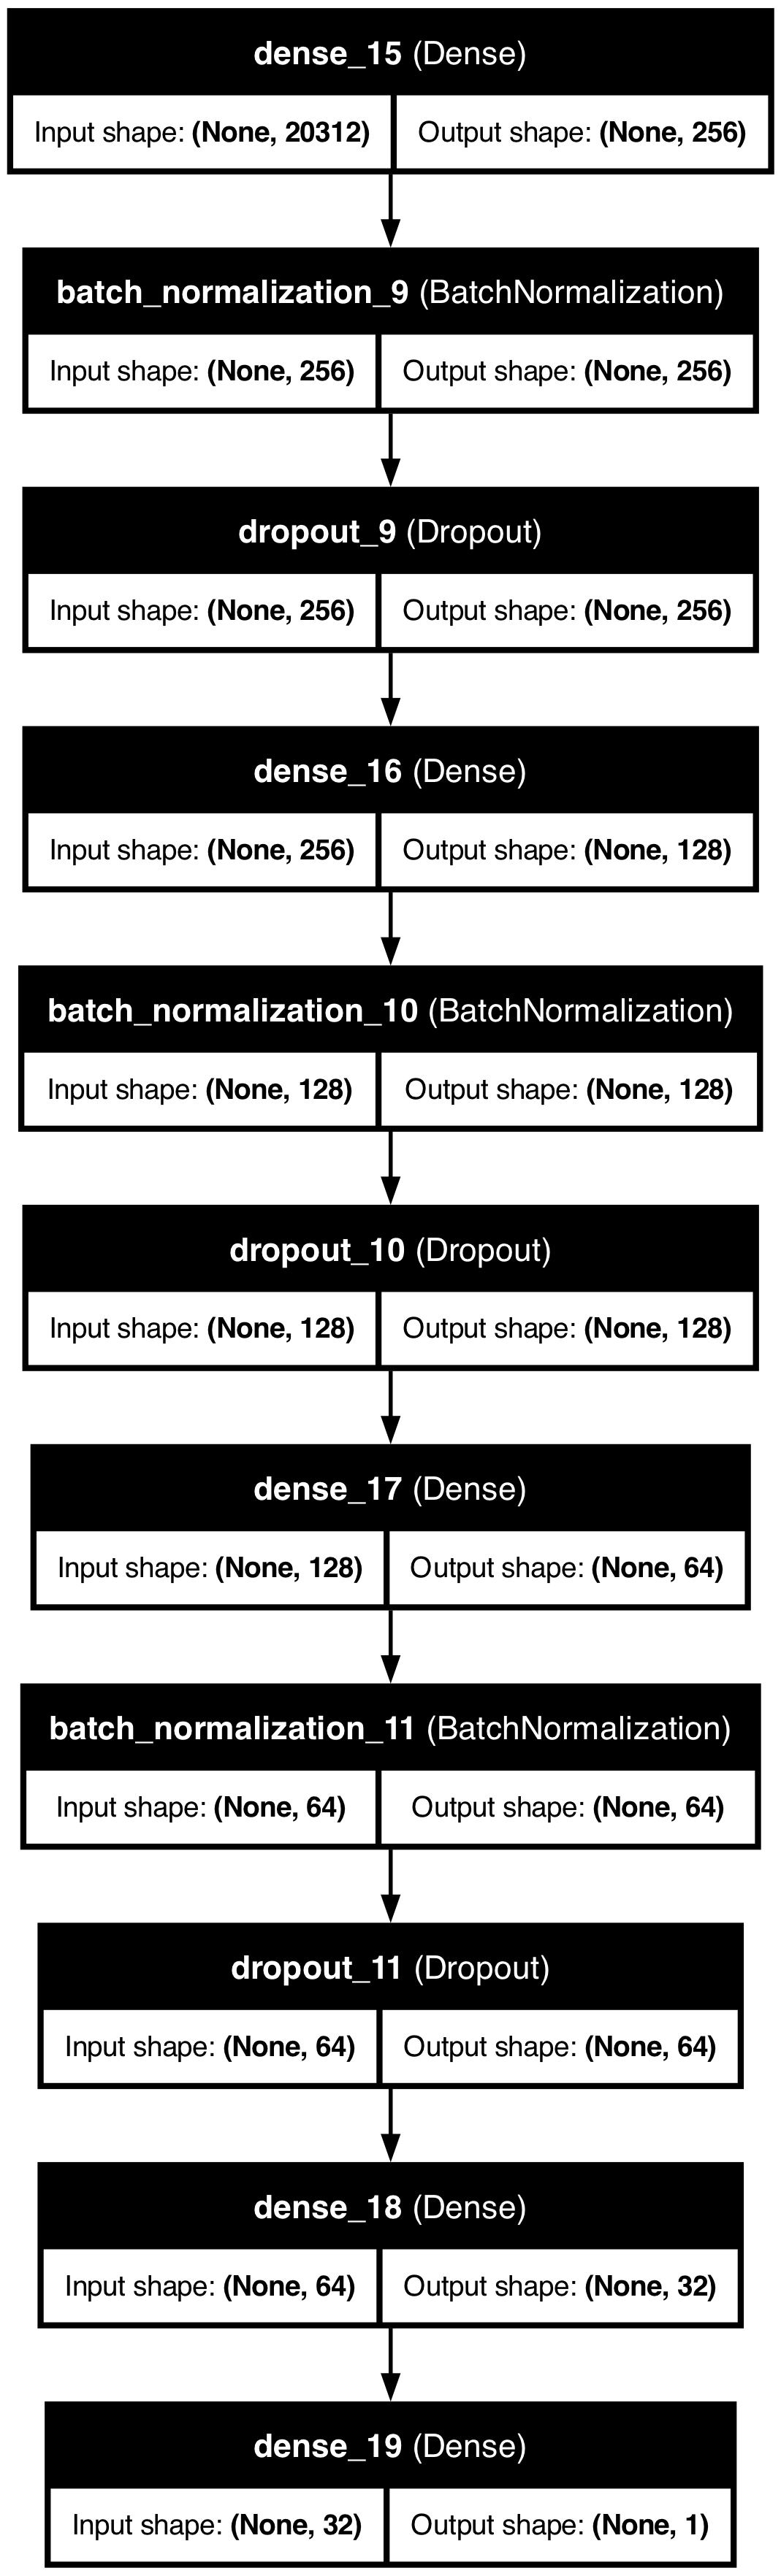 dense_15 (Dense)
Input shape: (None, 20312) Output shape: (None, 256)
batch_normalization_9 (BatchNormalization)
Input shape: (None, 256) Output shape: (None, 256)
dropout_9 (Dropout)
Input shape: (None, 256) Output shape: (None, 256)
dense_16 (Dense)
Input shape: (None, 256) Output shape: (None, 128)
batch_normalization_10 (BatchNormalization)
Input shape: (None, 128) Output shape: (None, 128)
dropout_10 (Dropout)
Input shape: (None, 128) Output shape: (None, 128)
dense_17 (Dense)
Input shape: (None, 128) Output shape: (None, 64)
batch_normalization_11 (BatchNormalization)
Input shape: (None, 64) Output shape: (None, 64)
dropout_11 (Dropout)
Input shape: (None, 64) Output shape: (None, 64)
dense_18 (Dense)
Input shape: (None, 64) Output shape: (None, 32)
dense_19 (Dense)
Input shape: (None, 32) Output shape: (None, 1)